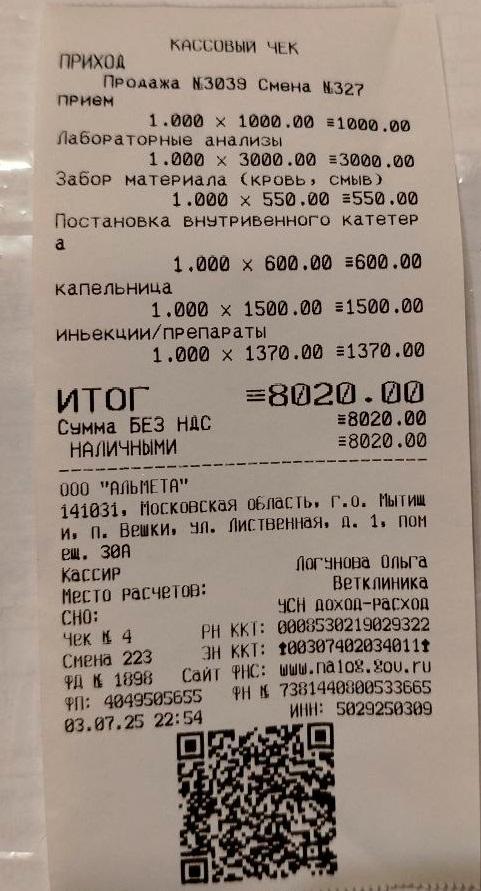 КАССОВЫЙ ЧЕК
ПРИХОД
Продажа №3039 Смена №327
прием
1.000 × 1000.00 ≡1000.00
Лабораторные анализы
1.000 × 3000.00 ≡3000.00
Забор материала (кровь, смыв)
1.000 × 550.00 ≡550.00
Постановка внутривенного катетер
а
1.000 × 600.00 ≡600.00
капельница
1.000 × 1500.00 ≡1500.00
иньекции/препараты
1.000 × 1370.00 ≡1370.00
ИТОГ ≡8020.00
Сумма БЕЗ НДС ≡8020.00
НАЛИЧНЫМИ ≡8020.00
ООО "АЛЬМЕТА"
141031, Московская область, г.о. Мытищ
и, п. Вешки, ул. Лиственная, д. 1, пом
ещ. 30А
Кассир Логунова Ольга
Место расчетов: Ветклиника
СНО: УСН доход-расход
Чек № 4 РН ККТ: 0008530219029322
Смена 223 ЗН ККТ: ↑00307402034011↑
ФД № 1898 Сайт ФНС: www.nalog.gov.ru
ФП: 4049505655 ФН № 7381440800533665
03.07.25 22:54 ИНН: 5029250309